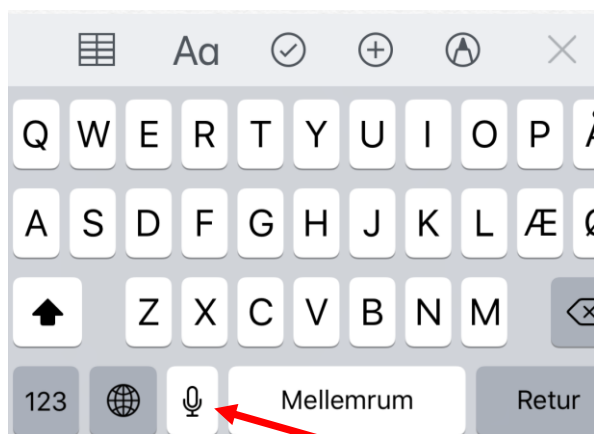 Aa
Q W E R T Y U I O P Å
A S D F G H J K L Æ Ø
Z X C V B N M
123 Mellemrum Retur